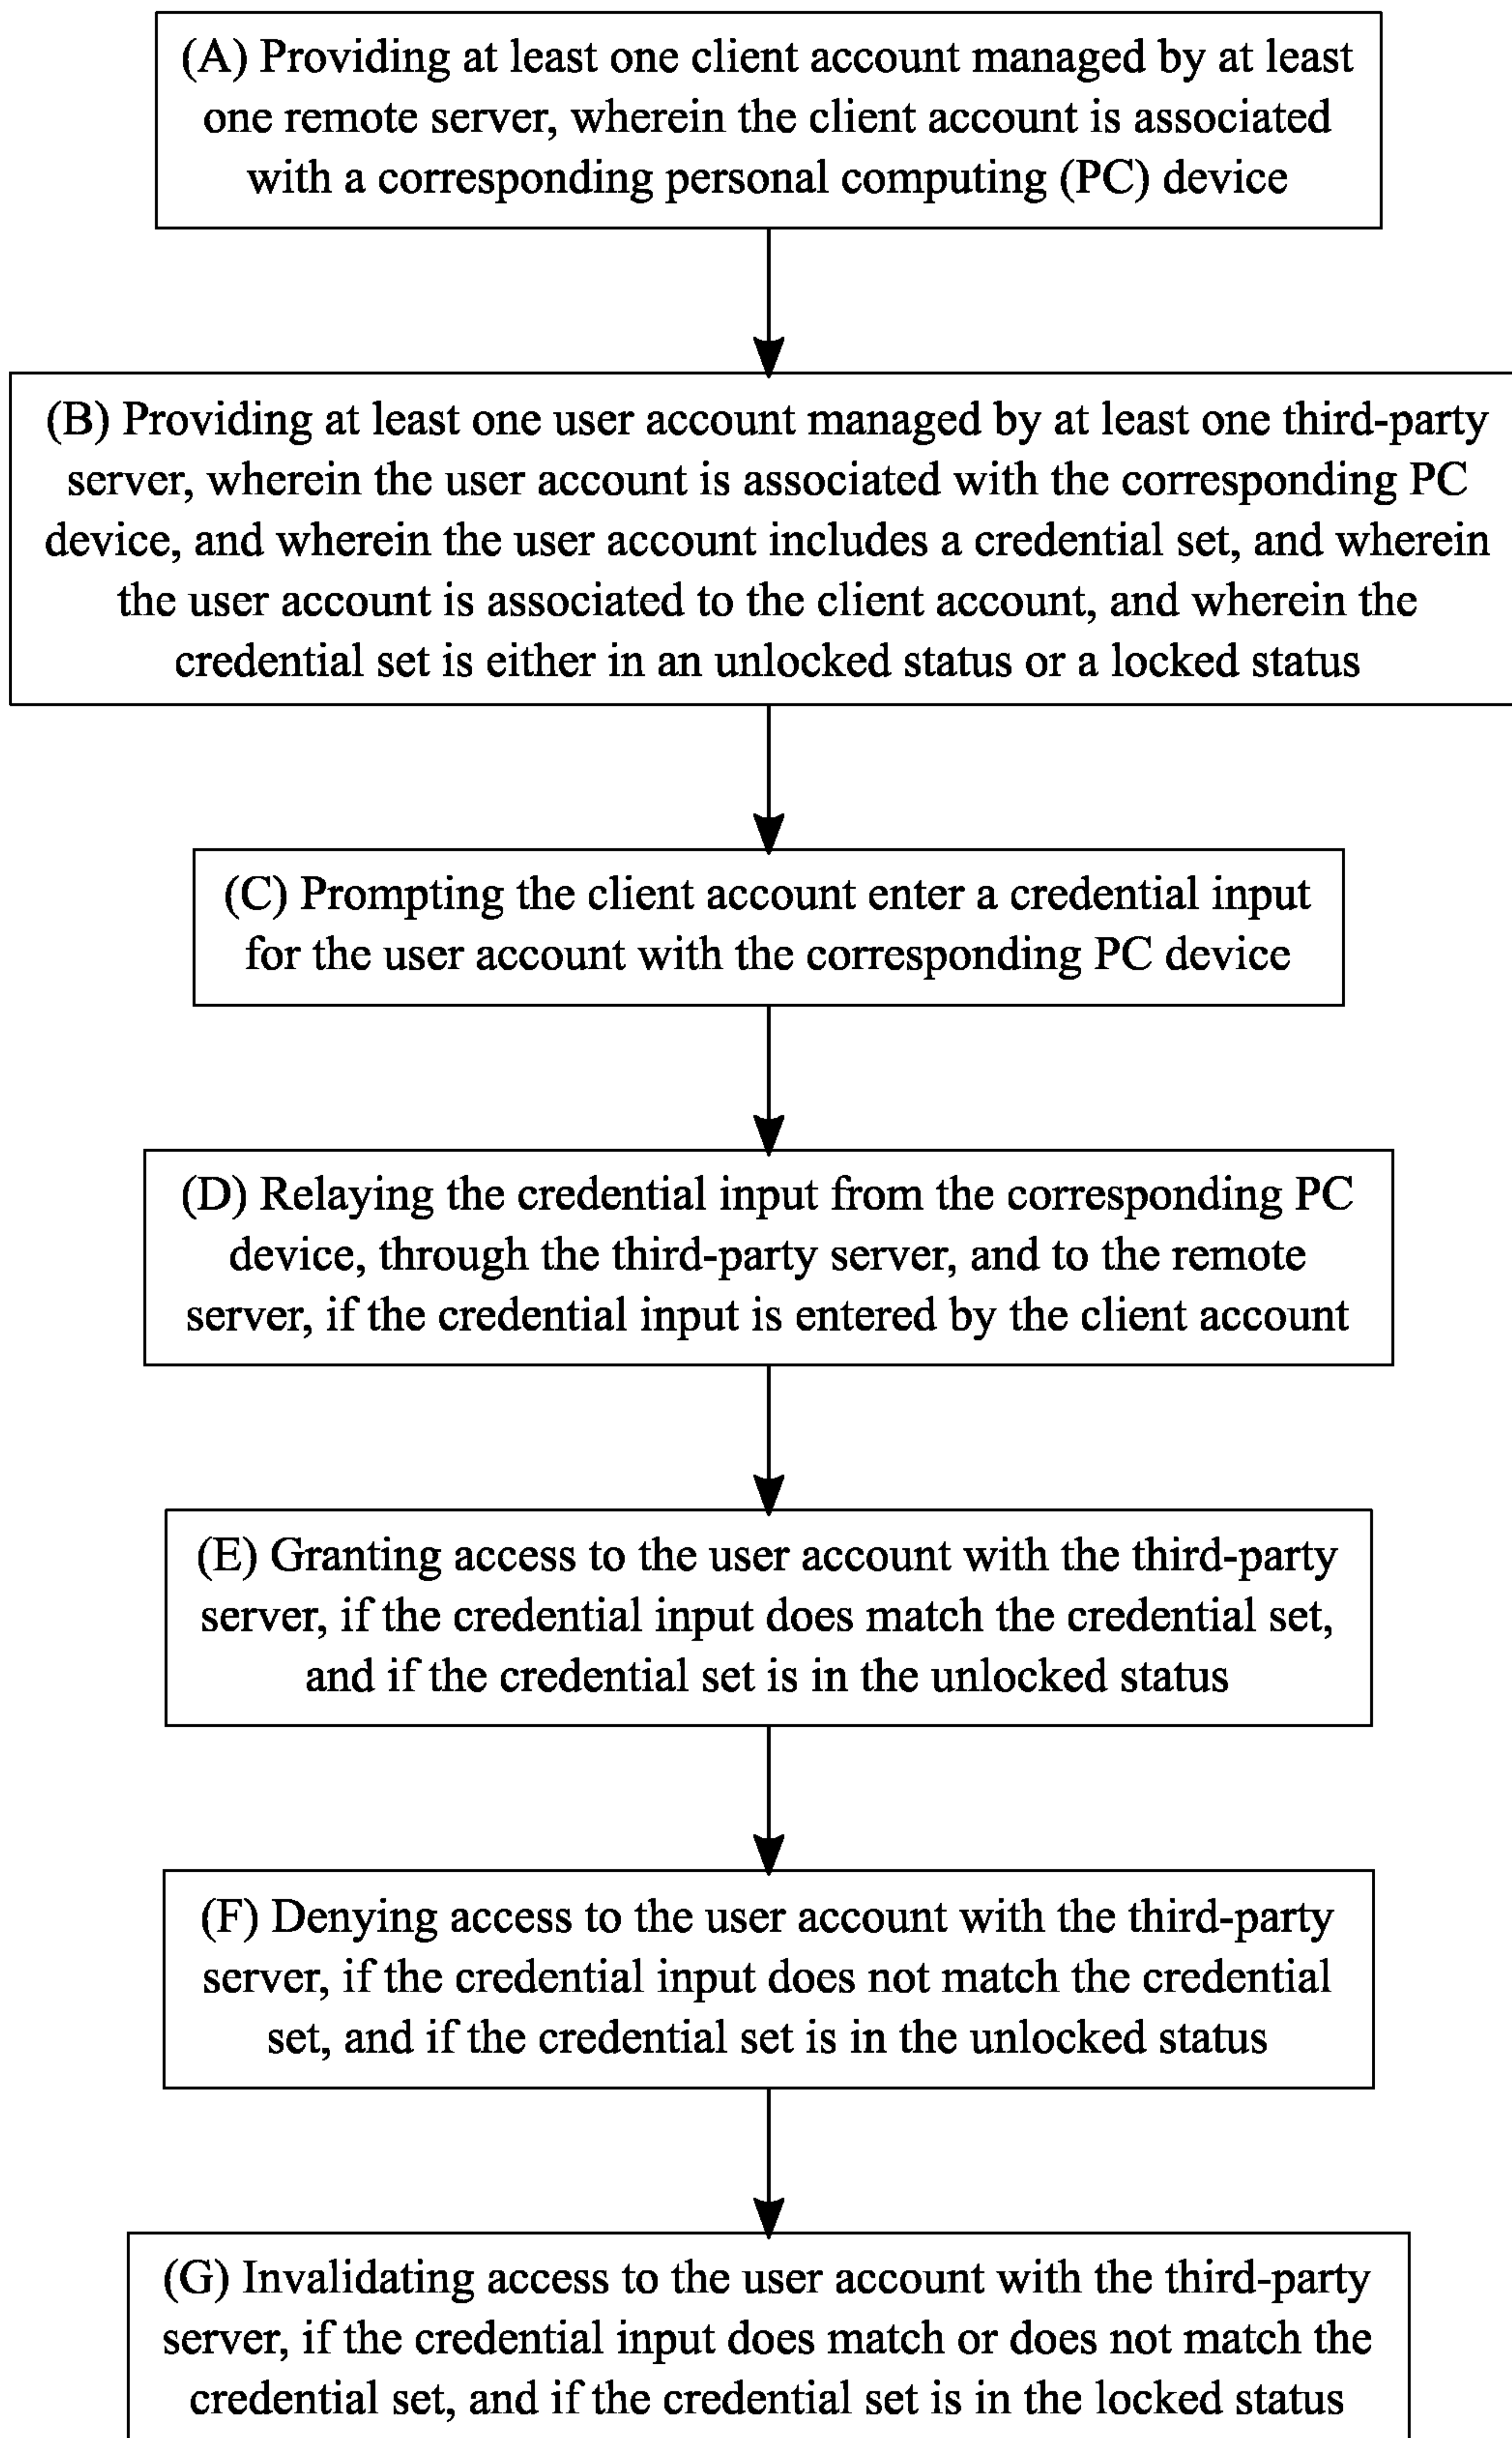 (A) Providing at least one client account managed by at least
one remote server, wherein the client account is associated
with a corresponding personal computing (PC) device
(B) Providing at least one user account managed by at least one third-party
server, wherein the user account is associated with the corresponding PC
device, and wherein the user account includes a credential set, and wherein
the user account is associated to the client account, and wherein the
credential set is either in an unlocked status or a locked status
(C) Prompting the client account enter a credential input
for the user account with the corresponding PC device
(D) Relaying the credential input from the corresponding PC
device, through the third-party server, and to the remote
server, if the credential input is entered by the client account
(E) Granting access to the user account with the third-party
server, if the credential input does match the credential set,
and if the credential set is in the unlocked status
(F) Denying access to the user account with the third-party
server, if the credential input does not match the credential
set, and if the credential set is in the unlocked status
(G) Invalidating access to the user account with the third-party
server, if the credential input does match or does not match the
credential set, and if the credential set is in the locked status